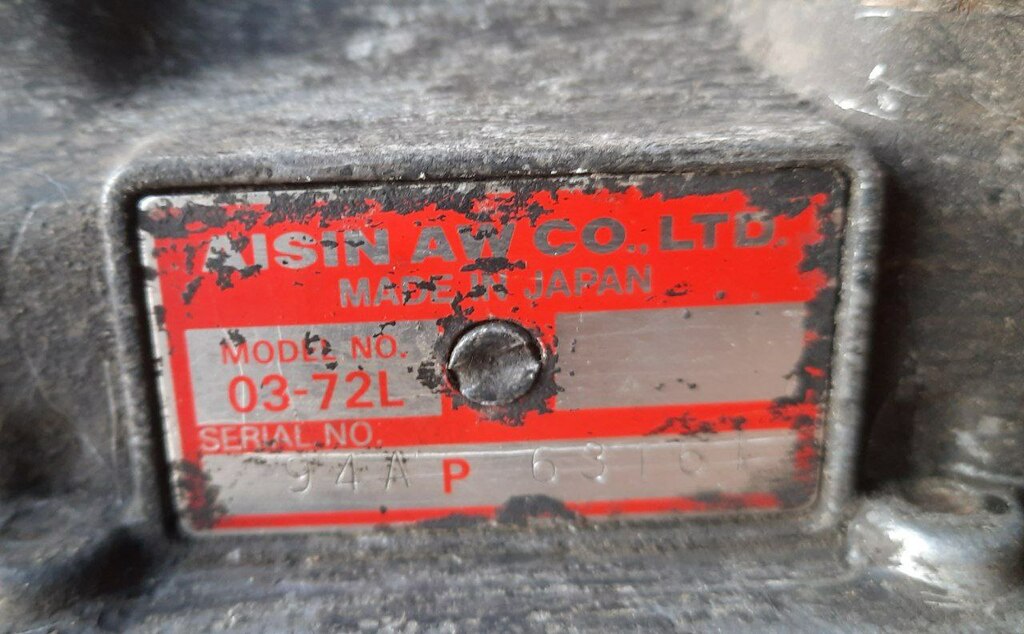 AISIN AW CO., LTD.
MADE IN JAPAN
MODEL NO.
03-72L
SERIAL NO.
94A P